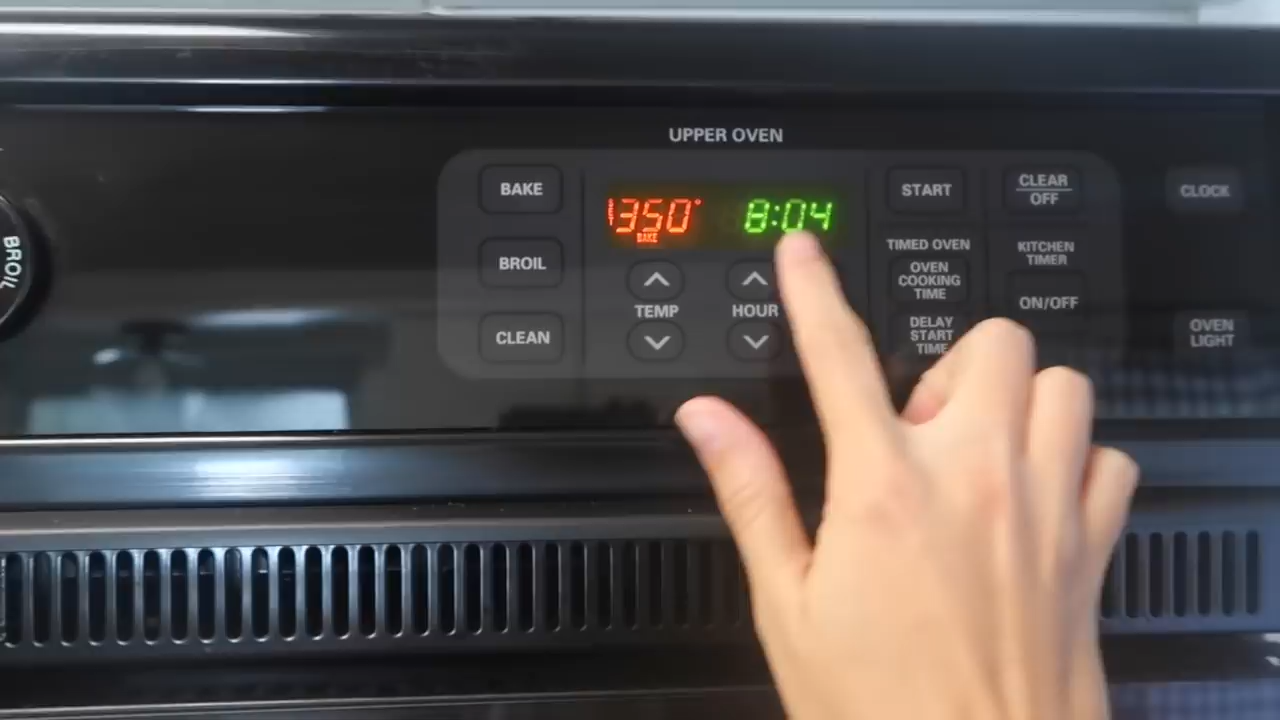 UPPER OVEN
BAKE
BROIL
CLEAN
350°
BAKE
8:04
TEMP
HOUR
START
TIMED OVEN
OVEN
COOKING
TIME
DELAY
START
TIME
CLEAR
OFF
KITCHEN
TIMER
ON/OFF
CLOCK
OVEN
LIGHT
BROIL